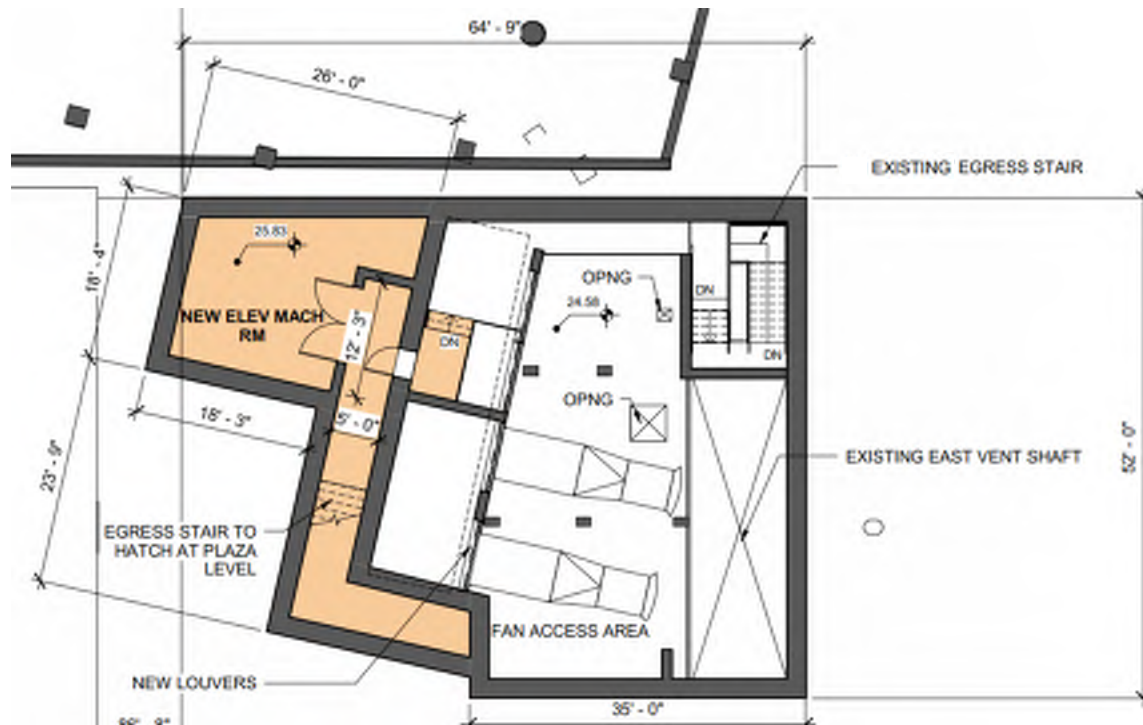 64' - 9"
26' - 0"
EXISTING EGRESS STAIR
18' - 4"
25.83
OPNG
24.58
DN
NEW ELEV MACH
RM
12' - 3"
DN
DN
OPNG
18' - 3"
5' - 0"
23' - 9"
EXISTING EAST VENT SHAFT
52' - 0"
EGRESS STAIR TO
HATCH AT PLAZA
LEVEL
FAN ACCESS AREA
NEW LOUVERS
35' - 0"